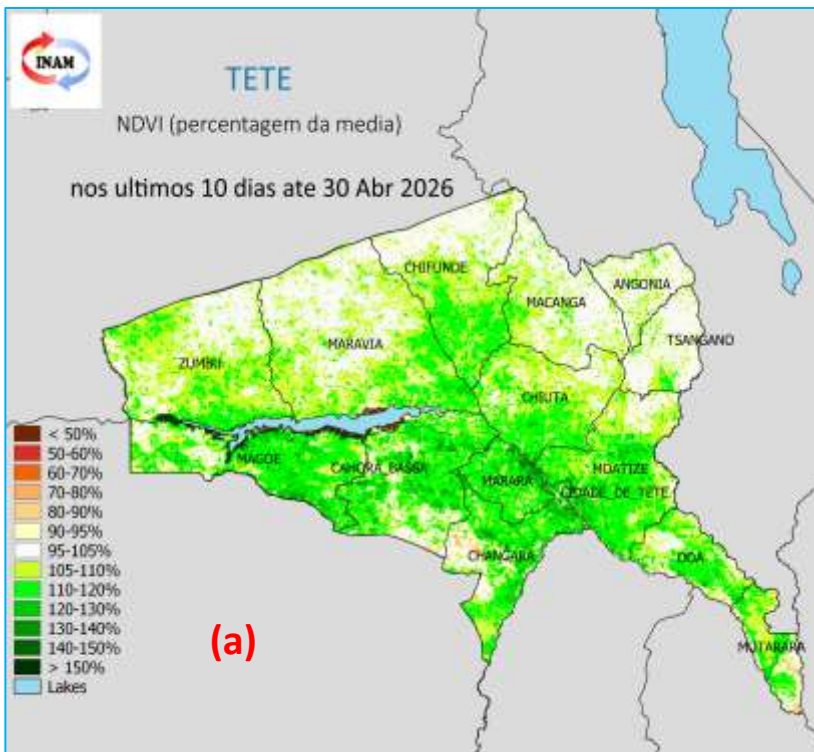 INAM
TETE
NDVI (percentagem da media)
nos ultimos 10 dias ate 30 Abr 2026
CHIFUNDE
ANGONIA
MACANGA
TSANGANO
MARAVIA
ZUMBU
CHIUTA
MAGOE
CAHORA_BASSA
MARARA
MOATIZE
CIDADE_DE_TETE
CHANGARA
DOA
MUTARARA
< 50%
50-60%
60-70%
70-80%
80-90%
90-95%
95-105%
105-110%
110-120%
120-130%
130-140%
140-150%
> 150%
Lakes
(a)